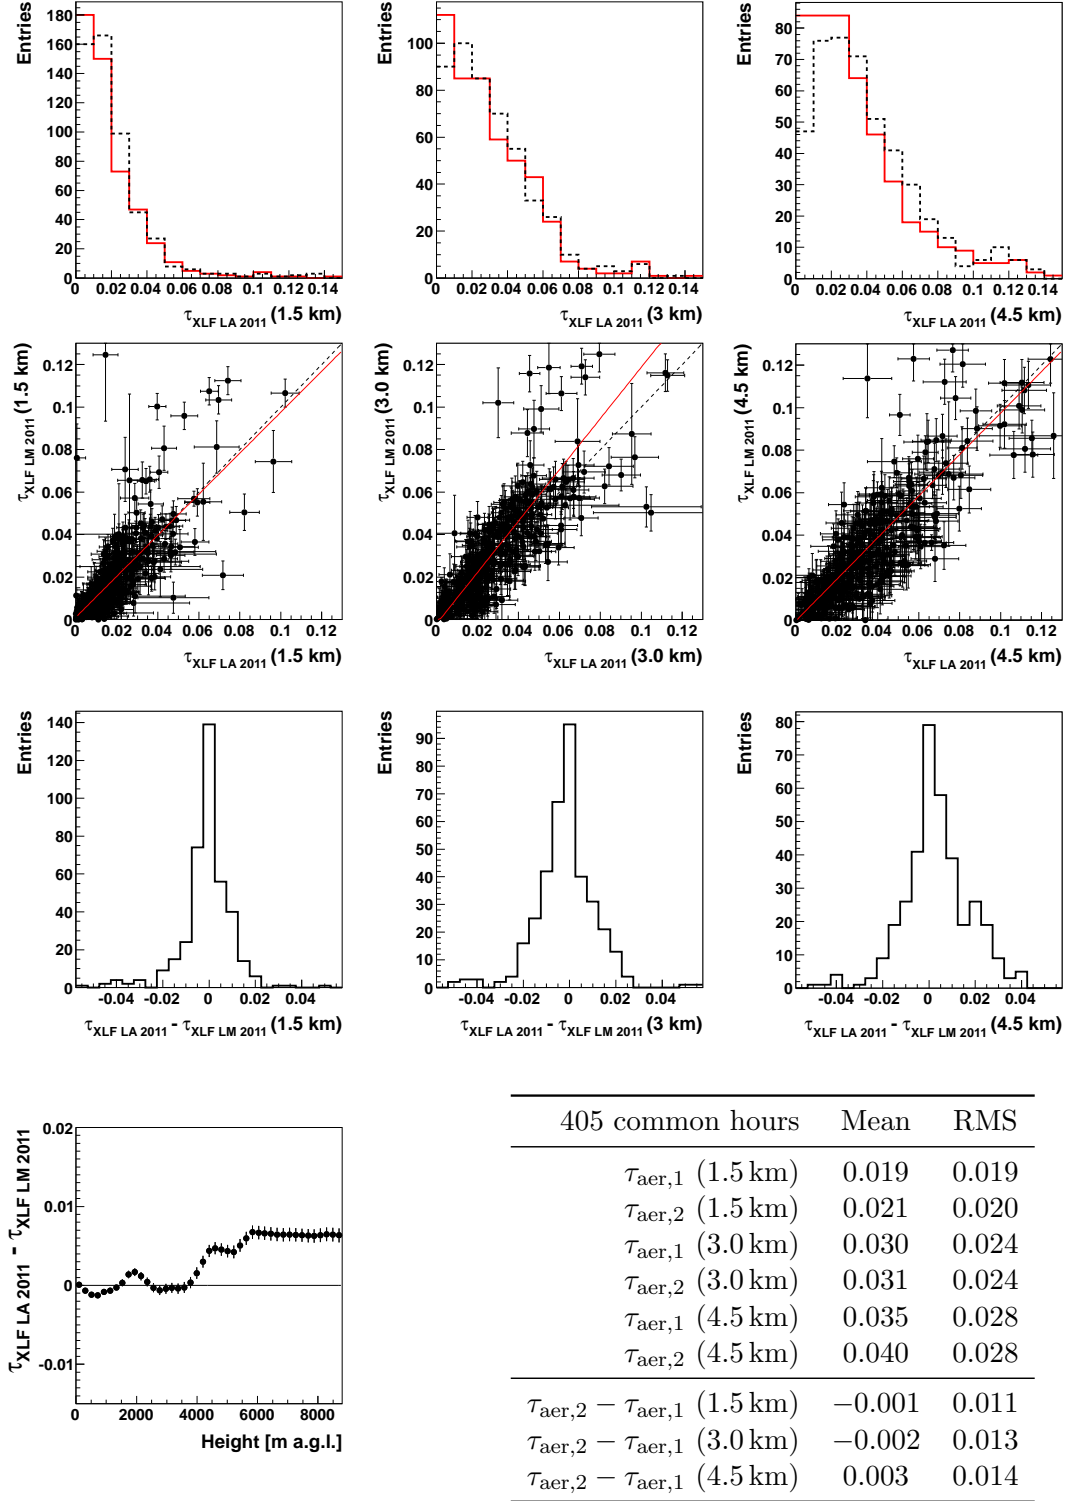 Entries
180
160
140
120
100
80
60
40
20
0
0 0.02 0.04 0.06 0.08 0.1 0.12 0.14
τXLF LA 2011 (1.5 km)
Entries
100
80
60
40
20
0
0 0.02 0.04 0.06 0.08 0.1 0.12 0.14
τXLF LA 2011 (3 km)
Entries
80
70
60
50
40
30
20
10
0
0 0.02 0.04 0.06 0.08 0.1 0.12 0.14
τXLF LA 2011 (4.5 km)
τXLF LM 2011 (1.5 km)
0.12
0.1
0.08
0.06
0.04
0.02
0
0 0.02 0.04 0.06 0.08 0.1 0.12
τXLF LA 2011 (1.5 km)
τXLF LM 2011 (3.0 km)
0.12
0.1
0.08
0.06
0.04
0.02
0
0 0.02 0.04 0.06 0.08 0.1 0.12
τXLF LA 2011 (3.0 km)
τXLF LM 2011 (4.5 km)
0.12
0.1
0.08
0.06
0.04
0.02
0
0 0.02 0.04 0.06 0.08 0.1 0.12
τXLF LA 2011 (4.5 km)
Entries
140
120
100
80
60
40
20
0
-0.04 -0.02 0 0.02 0.04
τXLF LA 2011 - τXLF LM 2011 (1.5 km)
Entries
90
80
70
60
50
40
30
20
10
0
-0.04 -0.02 0 0.02 0.04
τXLF LA 2011 - τXLF LM 2011 (3 km)
Entries
80
70
60
50
40
30
20
10
0
-0.04 -0.02 0 0.02 0.04
τXLF LA 2011 - τXLF LM 2011 (4.5 km)
τXLF LA 2011 - τXLF LM 2011
0.02
0.01
0
-0.01
0 2000 4000 6000 8000
Height [m a.g.l.]
405 common hours Mean RMS
τaer,1 (1.5 km) 0.019 0.019
τaer,2 (1.5 km) 0.021 0.020
τaer,1 (3.0 km) 0.030 0.024
τaer,2 (3.0 km) 0.031 0.024
τaer,1 (4.5 km) 0.035 0.028
τaer,2 (4.5 km) 0.040 0.028
τaer,2 − τaer,1 (1.5 km) −0.001 0.011
τaer,2 − τaer,1 (3.0 km) −0.002 0.013
τaer,2 − τaer,1 (4.5 km) 0.003 0.014